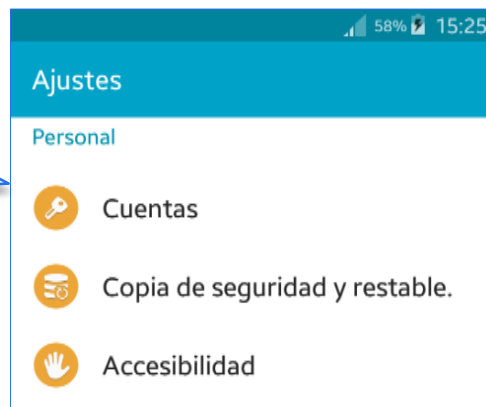 58% 15:25
Ajustes
Personal
Cuentas
Copia de seguridad y restable.
Accesibilidad